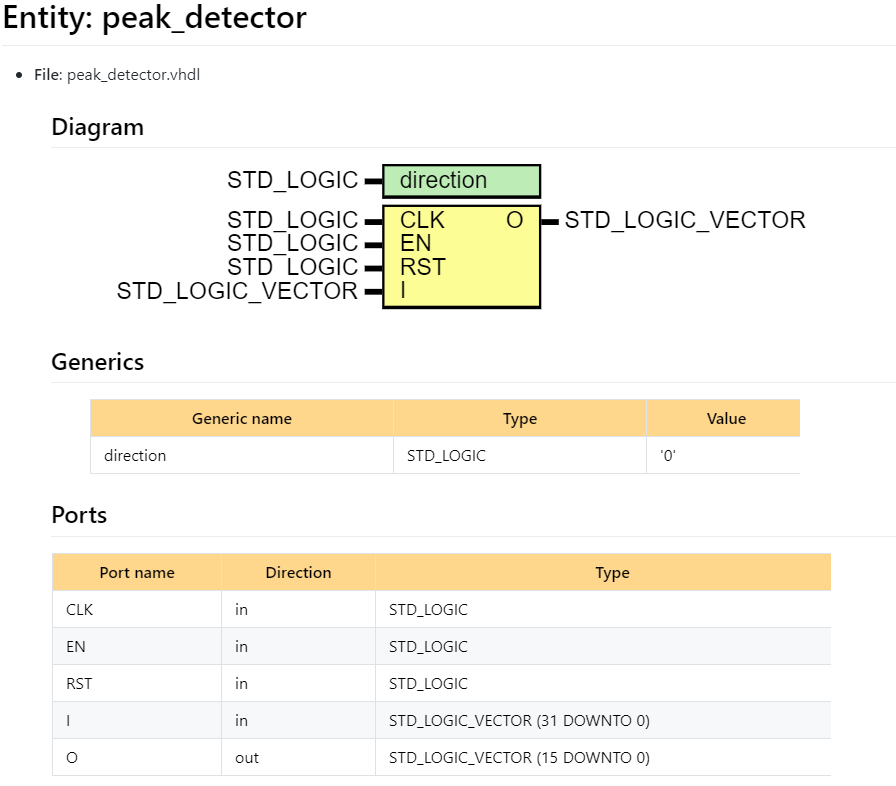 Entity: peak_detector
• File: peak_detector.vhdl
Diagram
STD_LOGIC direction
STD_LOGIC CLK O STD_LOGIC_VECTOR
STD_LOGIC EN
STD_LOGIC RST
STD_LOGIC_VECTOR I
Generics
Generic name Type Value
direction STD_LOGIC '0'
Ports
Port name Direction Type
CLK in STD_LOGIC
EN in STD_LOGIC
RST in STD_LOGIC
I in STD_LOGIC_VECTOR (31 DOWNTO 0)
O out STD_LOGIC_VECTOR (15 DOWNTO 0)